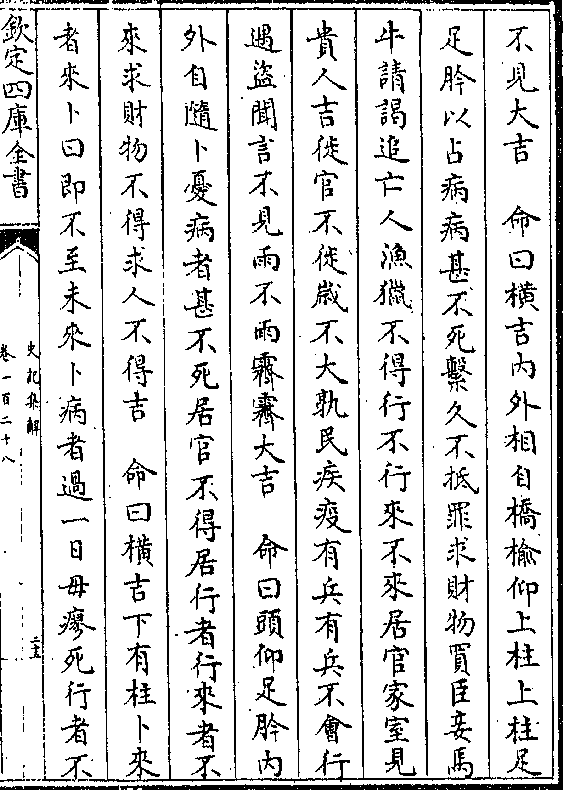 不見大吉　命曰橫吉內外相自橋榆仰上柱上柱足
足肣以占病病甚不死繫久不抵罪求財物買臣妾馬
牛請謁追亡人漁獵不得行不行來不來居官家室見
貴人吉徙官不徙歲不大孰民疾疫有兵有兵不會行
遇盜聞言不見雨不雨霽霽大吉　命曰頭仰足肣內
外自隨卜憂病者甚不死居官不得居行者行來者不
來求財物不得求人不得吉　命曰橫吉下有柱卜來
者來卜曰即不至未來卜病者過一日毋瘳死行者不
欽定四庫全書
史記集解
卷一百二十八
二十五